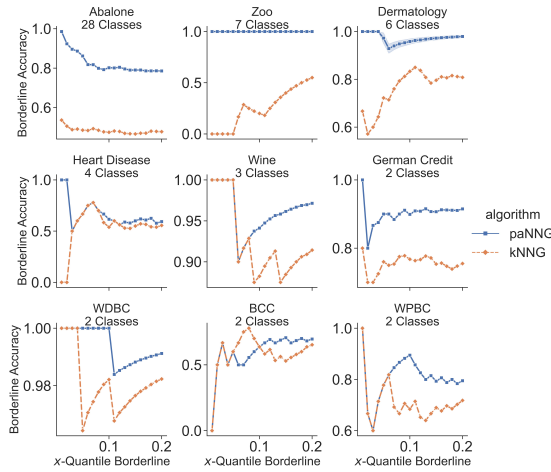 Abalone
28 Classes
Zoo
7 Classes
Dermatology
6 Classes
Borderline Accuracy
1.0
0.8
0.6
1.0
0.5
0.0
1.0
0.8
0.6
Heart Disease
4 Classes
Wine
3 Classes
German Credit
2 Classes
Borderline Accuracy
1.0
0.5
0.0
1.00
0.95
0.90
1.0
0.8
algorithm
paNNG
kNNG
WDBC
2 Classes
BCC
2 Classes
WPBC
2 Classes
Borderline Accuracy
1.00
0.98
0.5
0.0
1.0
0.8
0.6
0.1
0.2
0.1
0.2
0.1
0.2
x-Quantile Borderline
x-Quantile Borderline
x-Quantile Borderline